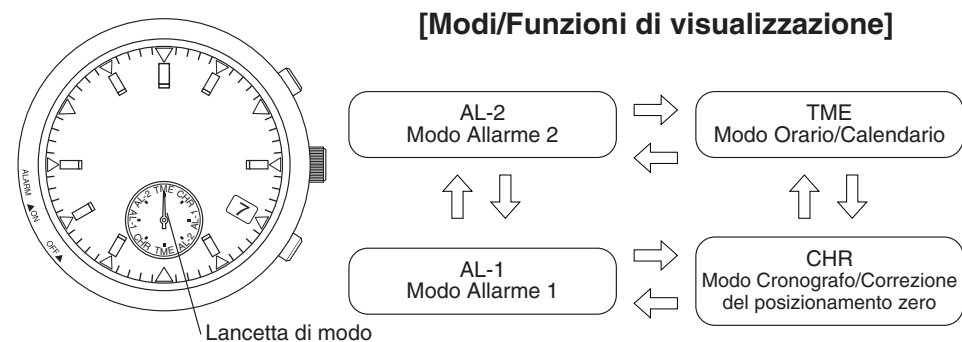 [Modi/Funzioni di visualizzazione]
AL-2
Modo Allarme 2
TME
Modo Orario/Calendario
AL-1
Modo Allarme 1
CHR
Modo Cronografo/Correzione
del posizionamento zero
ALARM ▲ON
OFF▲
TME CHR AL-1 AL-2 TME CHR AL-1 AL-2
7
Lancetta di modo